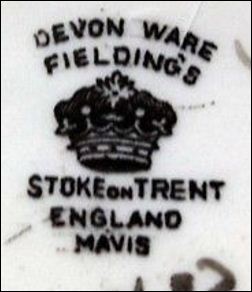 DEVON WARE
FIELDING'S
STOKE on TRENT
ENGLAND
MAVIS